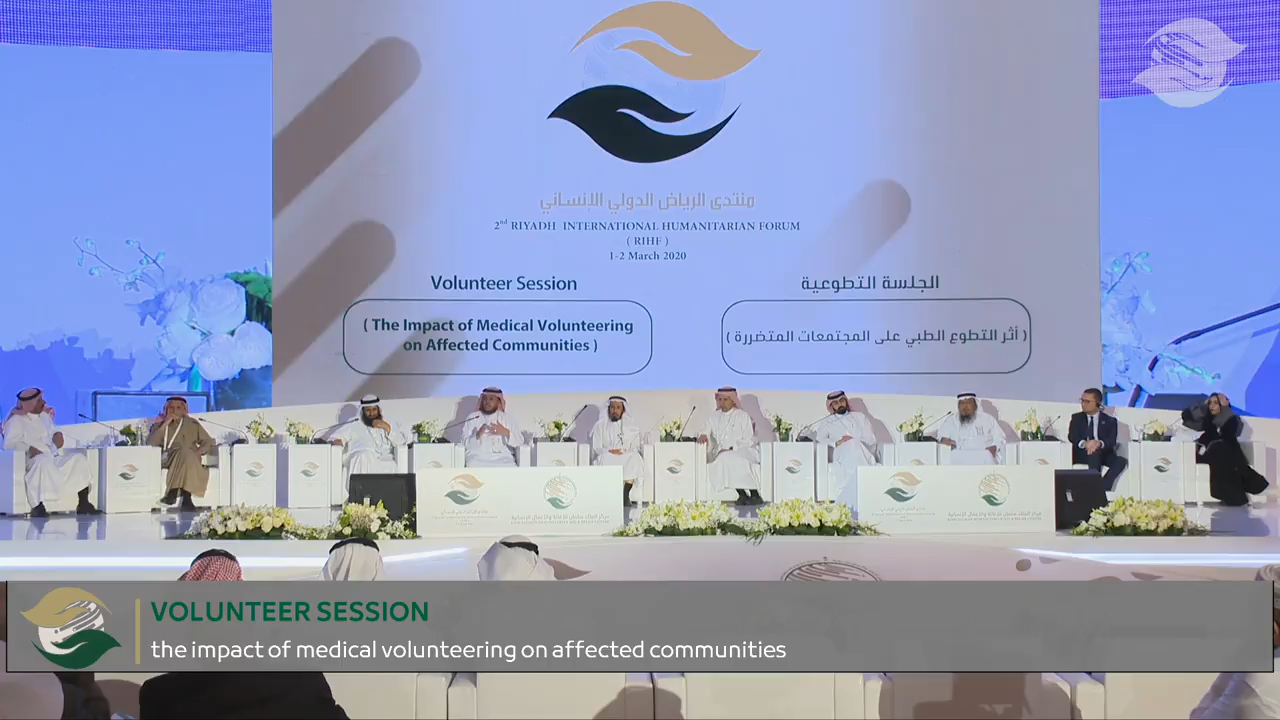 منتدى الرياض الدولي الإنساني
2nd RIYADH INTERNATIONAL HUMANITARIAN FORUM
( RIHF )
1-2 March 2020
Volunteer Session
الجلسة التطوعية
( The Impact of Medical Volunteering
on Affected Communities )
( أثر التطوع الطبي على المجتمعات المتضررة )
VOLUNTEER SESSION
the impact of medical volunteering on affected communities